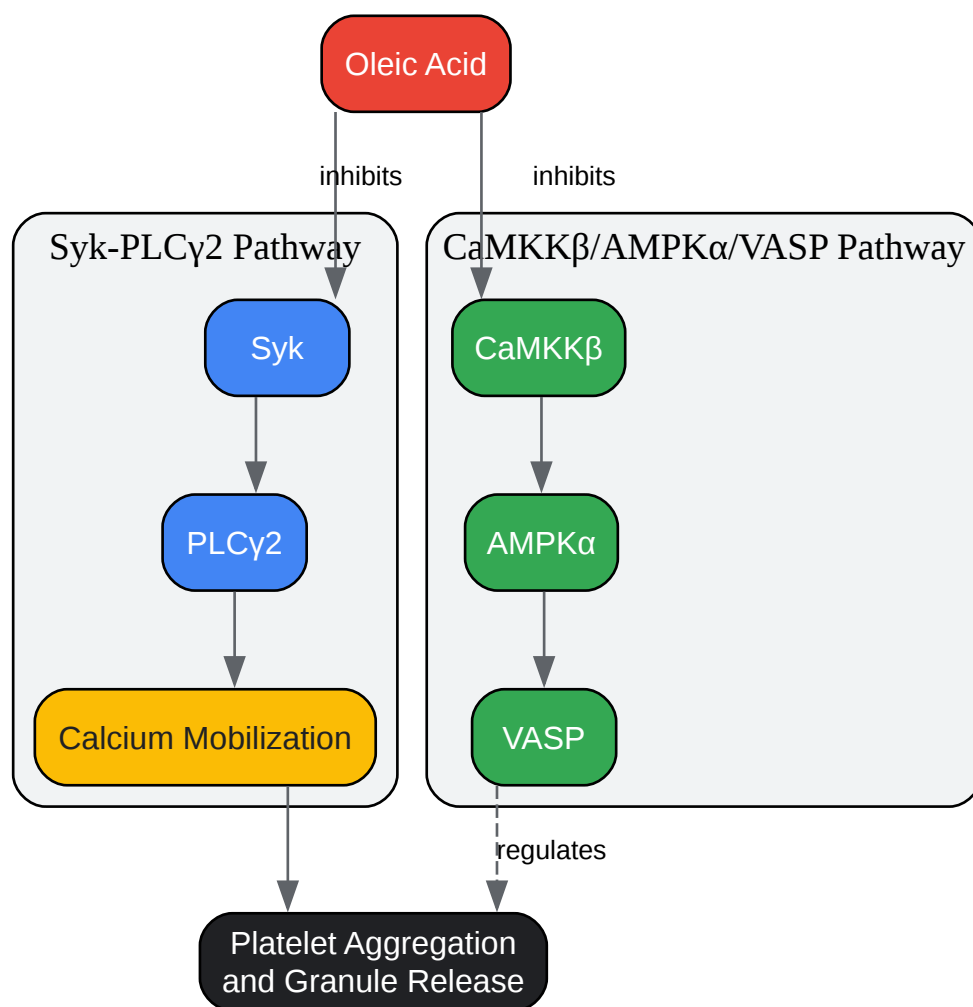 Oleic Acid
inhibits
inhibits
Syk-PLCγ2 Pathway
CaMKKβ/AMPKα/VASP Pathway
Syk
CaMKKβ
PLCγ2
AMPKα
Calcium Mobilization
VASP
regulates
Platelet Aggregation
and Granule Release